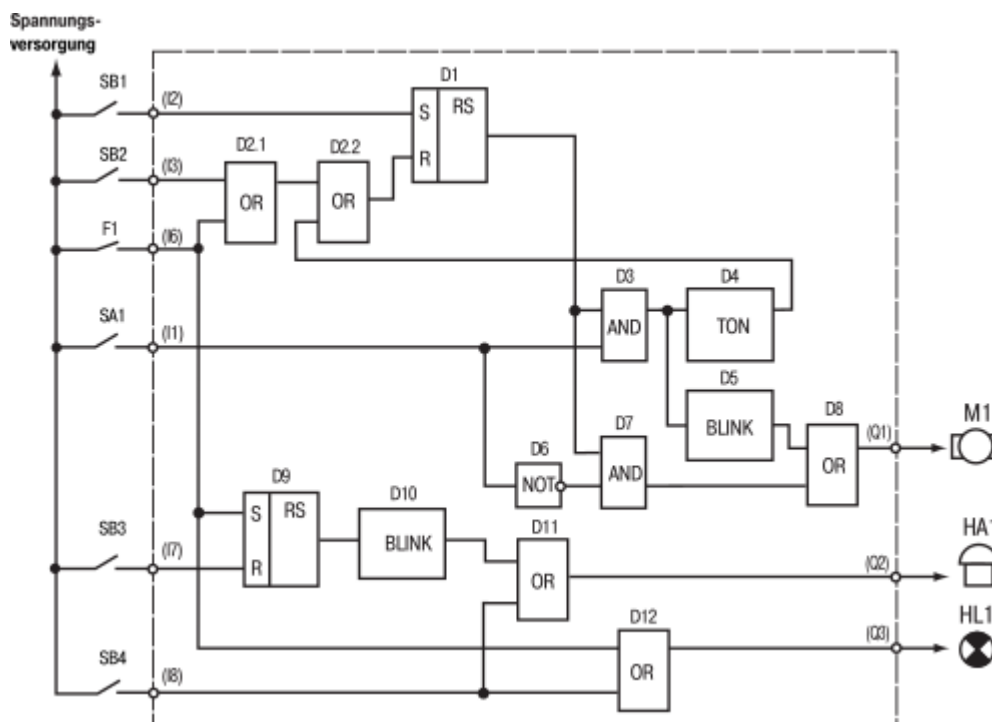 Spannungs-
versorgung
SB1
(I2)
D1
S
RS
R
SB2
(I3)
D2.1
OR
D2.2
OR
F1
(I6)
SA1
(I1)
D3
AND
D4
TON
D5
BLINK
D6
NOT
D7
AND
D8
OR
(Q1)
M1
D9
S
RS
R
D10
BLINK
D11
OR
SB3
(I7)
(Q2)
HA1
D12
OR
(Q3)
HL1
SB4
(I8)